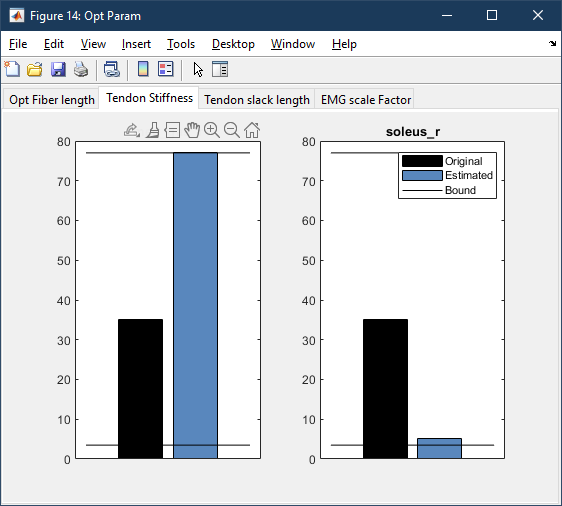 Figure 14: Opt Param
File Edit View Insert Tools Desktop Window Help
Opt Fiber length Tendon Stiffness Tendon slack length EMG scale Factor
80
70
60
50
40
30
20
10
0
soleus_r
80
70
60
50
40
30
20
10
0
Original
Estimated
Bound